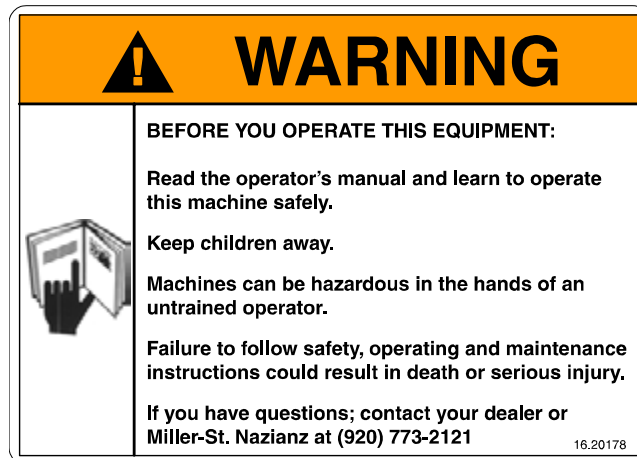 WARNING
BEFORE YOU OPERATE THIS EQUIPMENT:
Read the operator's manual and learn to operate
this machine safely.
Keep children away.
Machines can be hazardous in the hands of an
untrained operator.
Failure to follow safety, operating and maintenance
instructions could result in death or serious injury.
If you have questions; contact your dealer or
Miller-St. Nazianz at (920) 773-2121
16.20178